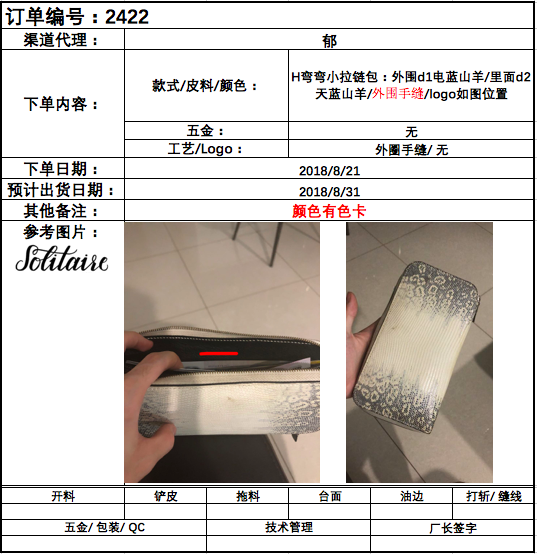 订单编号：2422
渠道代理：
郁
下单内容：
款式/皮料/颜色：
H弯弯小拉链包：外围d1电蓝山羊/里面d2
天蓝山羊/外围手缝/logo如图位置
五金：
无
工艺/Logo：
外圈手缝/ 无
下单日期：
2018/8/21
预计出货日期：
2018/8/31
其他备注：
颜色有色卡
参考图片：
Solitaire
开料
铲皮
拖料
台面
油边
打斩/ 缝线
五金/ 包装/ QC
技术管理
厂长签字